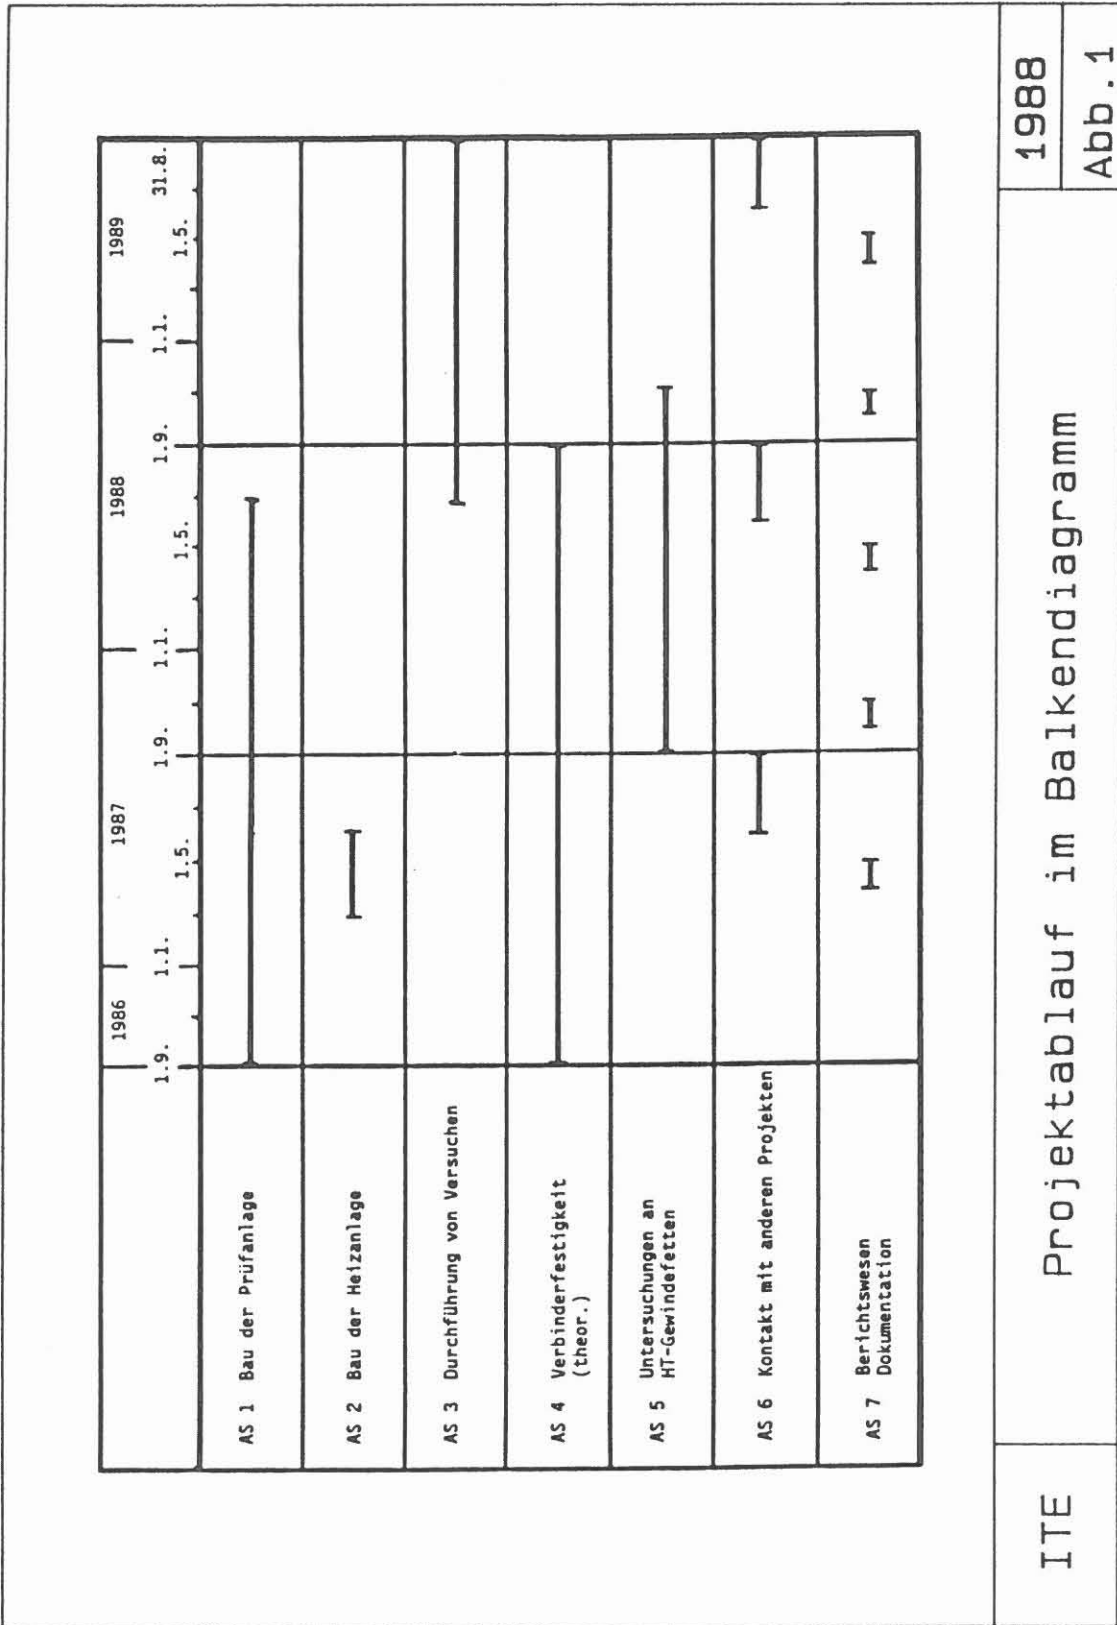 1986 1987 1988 1989
1.9. 1.1. 1.5. 1.9. 1.1. 1.5. 1.9. 1.1. 1.5. 31.8.
AS 1 Bau der Prüfanlage
AS 2 Bau der Heizanlage
AS 3 Durchführung von Versuchen
AS 4 Verbinderfestigkeit
(theor.)
AS 5 Untersuchungen an
HT-Gewindefetten
AS 6 Kontakt mit anderen Projekten
AS 7 Berichtswesen
Dokumentation
ITE
Projektablauf im Balkendiagramm
1988
Abb. 1